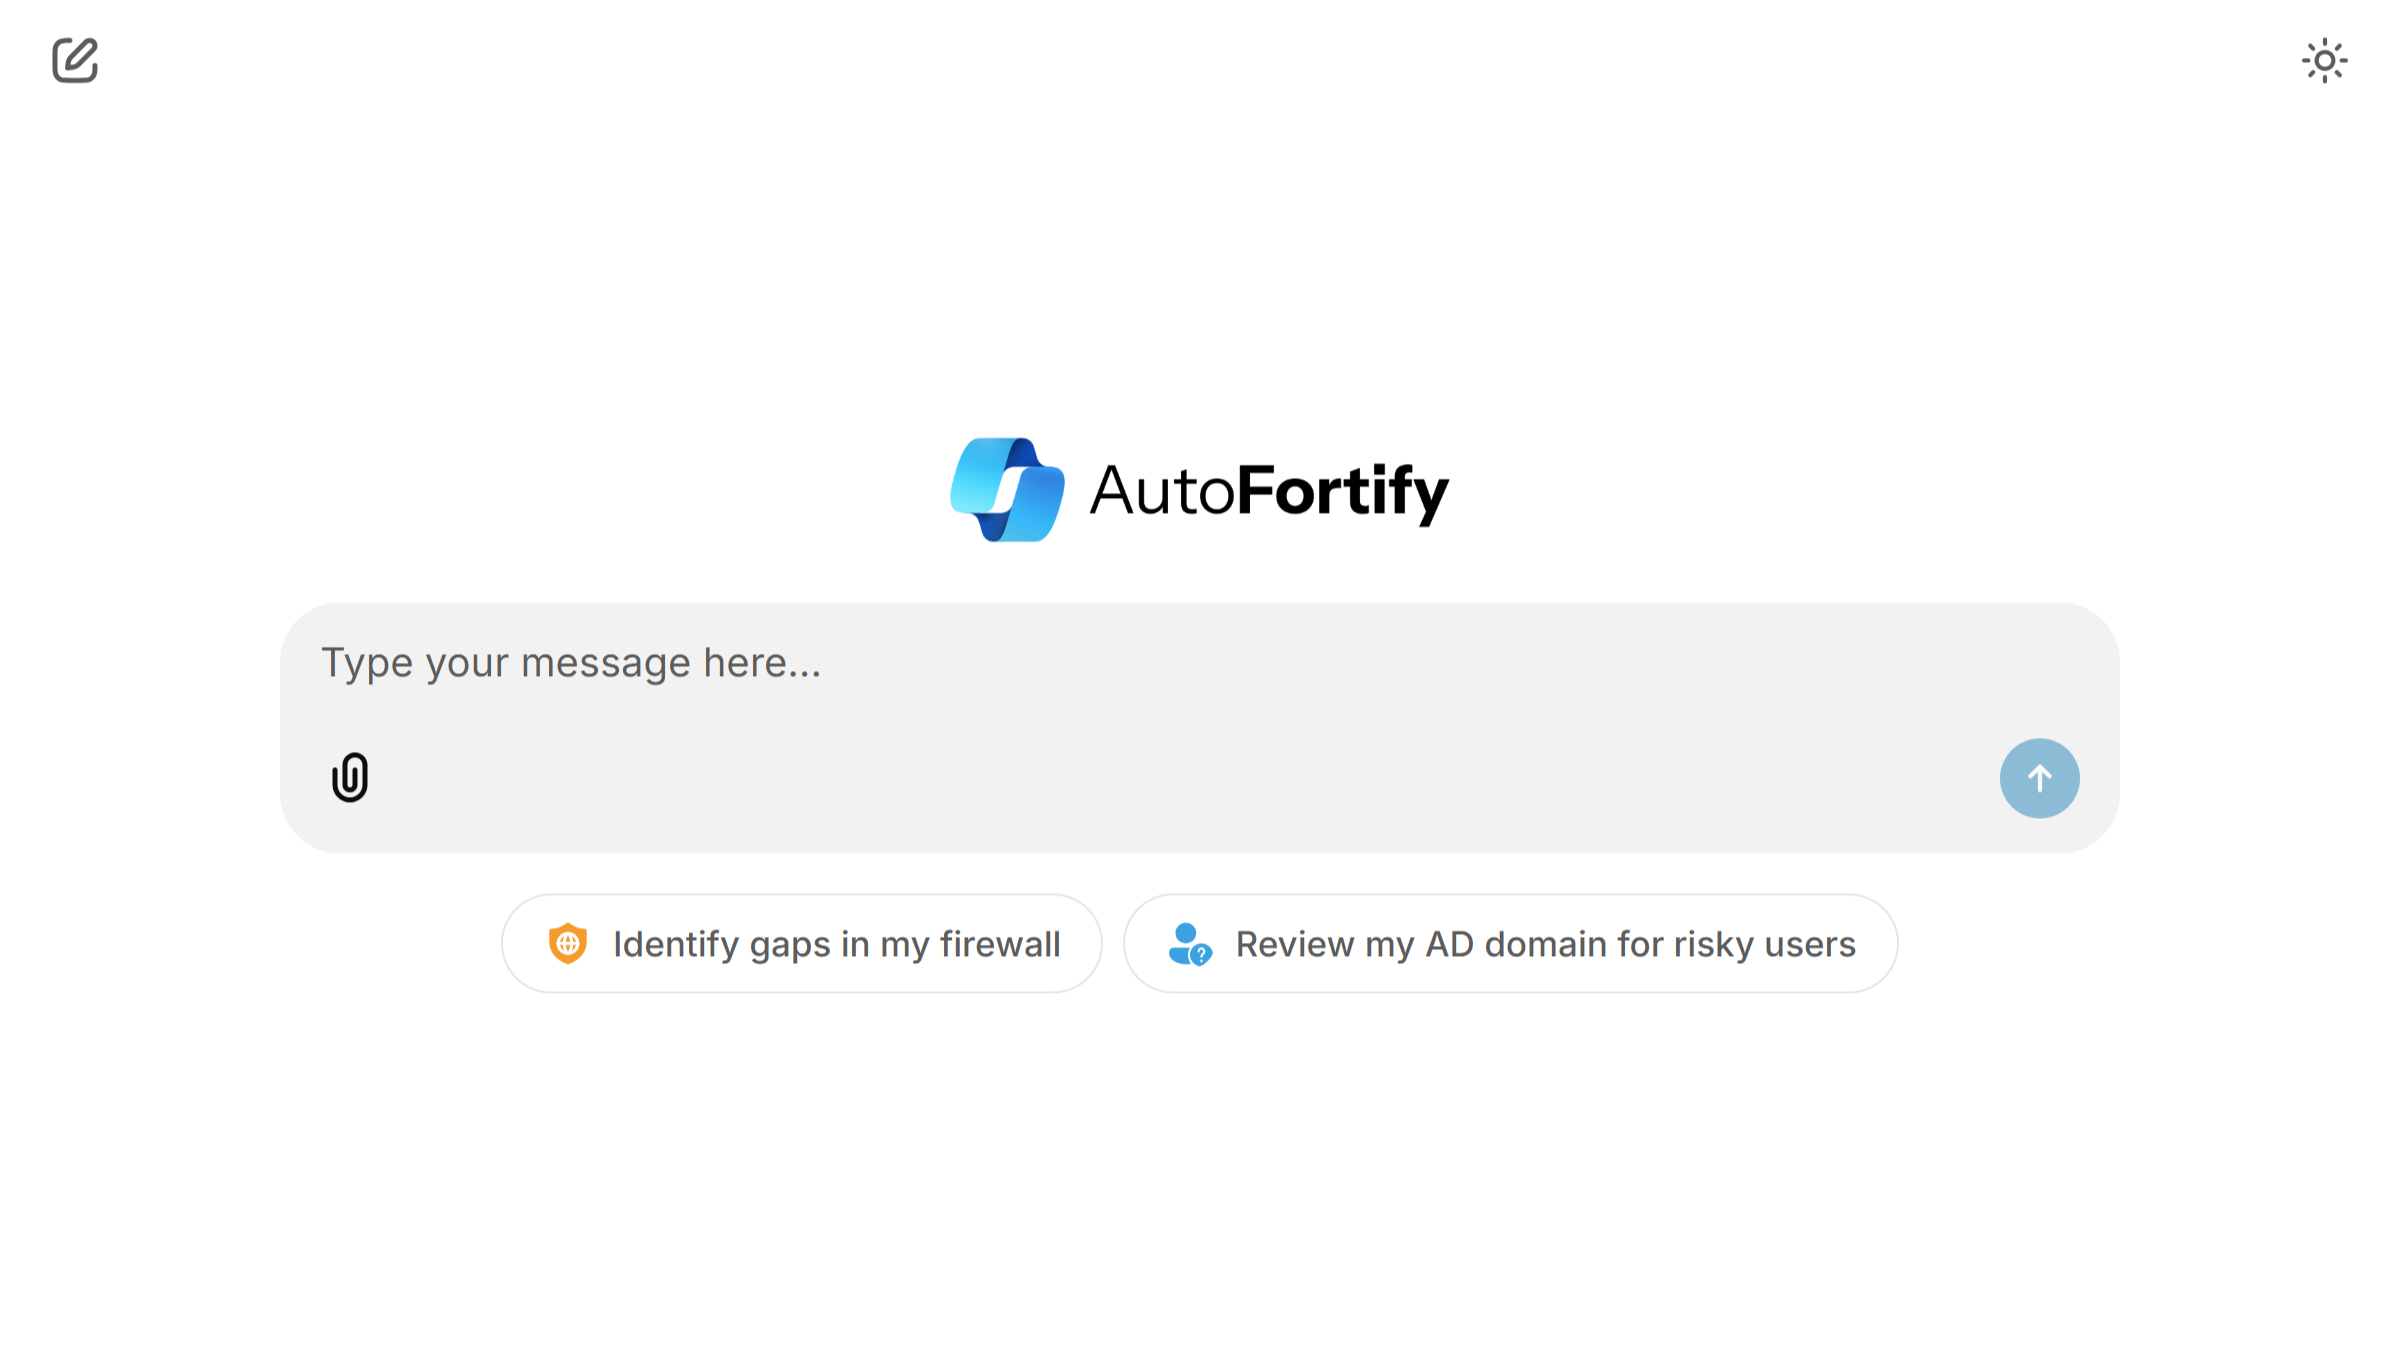 AutoFortify
Type your message here...
Identify gaps in my firewall
Review my AD domain for risky users